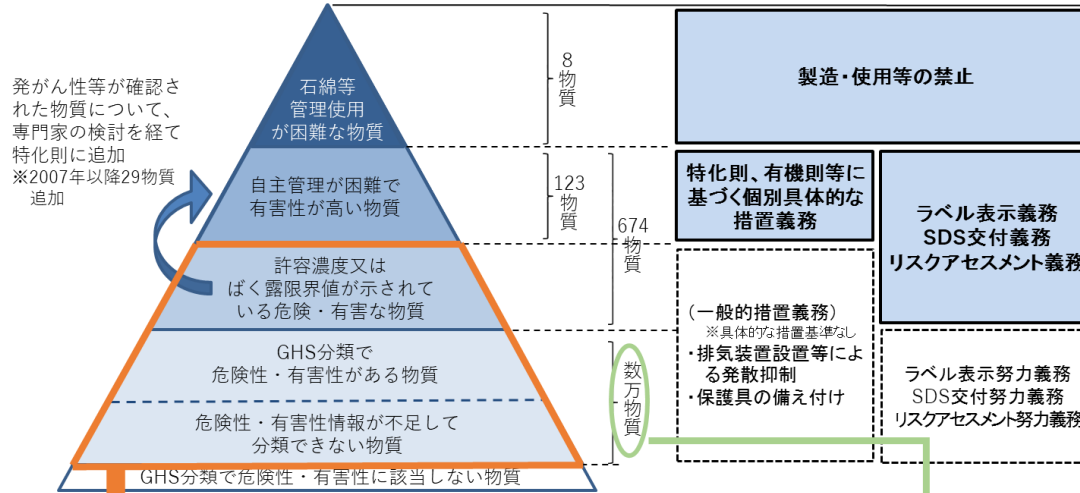 発がん性等が確認さ
れた物質について、
専門家の検討を経て
特化則に追加
※2007年以降29物質
追加
石綿等
管理使用
が困難な物質
自主管理が困難で
有害性が高い物質
許容濃度又は
ばく露限界値が示されて
いる危険・有害な物質
GHS分類で
危険性・有害性がある物質
危険性・有害性情報が不足して
分類できない物質
GHS分類で危険性・有害性に該当しない物質
8物質
123物質
674物質
数万物質
製造・使用等の禁止
特化則、有機則等に
基づく個別具体的な
措置義務
ラベル表示義務
SDS交付義務
リスクアセスメント義務
(一般的措置義務)
※具体的な措置基準なし
・排気装置設置等によ
る発散抑制
・保護具の備え付け
ラベル表示努力義務
SDS交付努力義務
リスクアセスメント努力義務